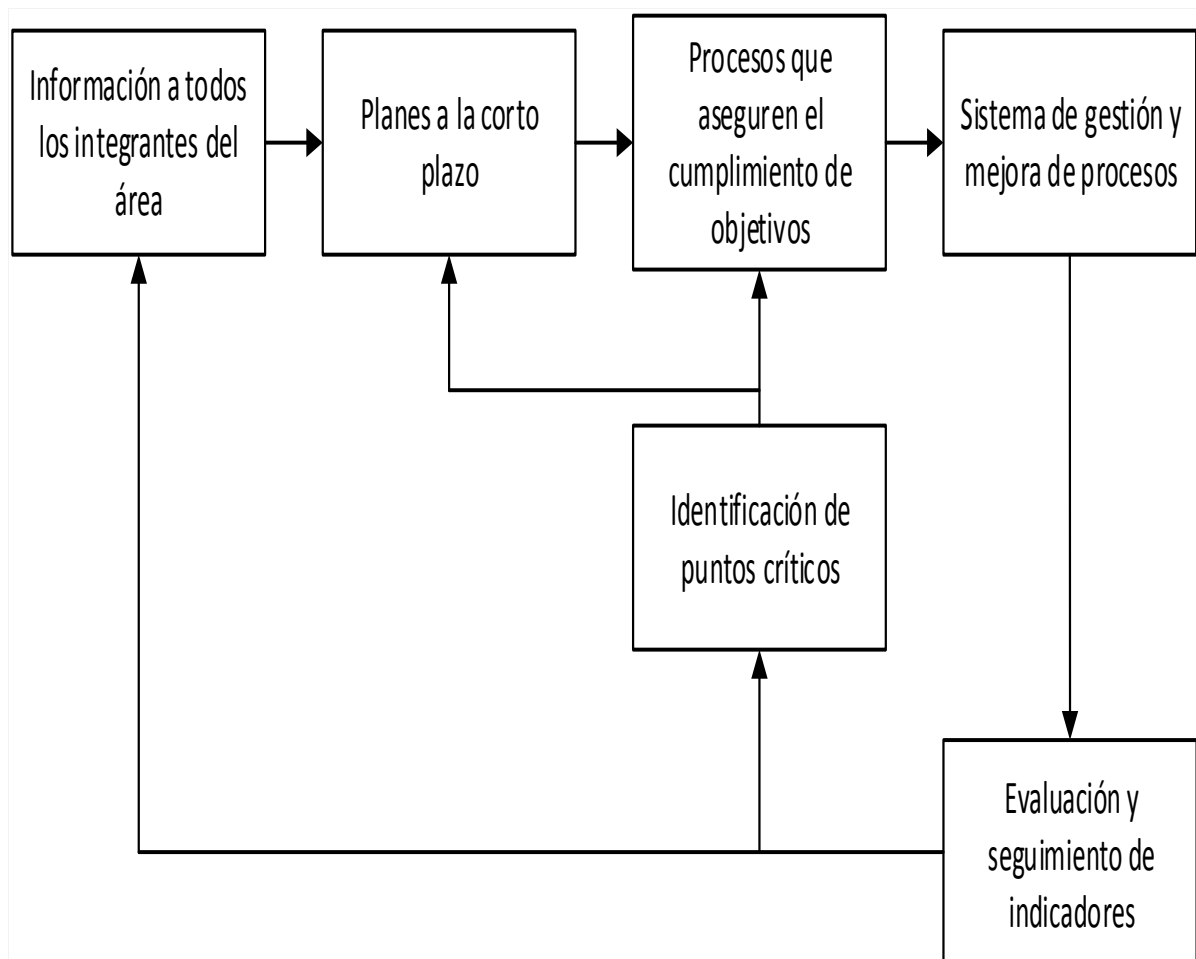 Información a todos
los integrantes del
área
Planes a la corto
plazo
Procesos que
aseguren el
cumplimiento de
objetivos
Sistema de gestión y
mejora de procesos
Identificación de
puntos críticos
Evaluación y
seguimiento de
indicadores